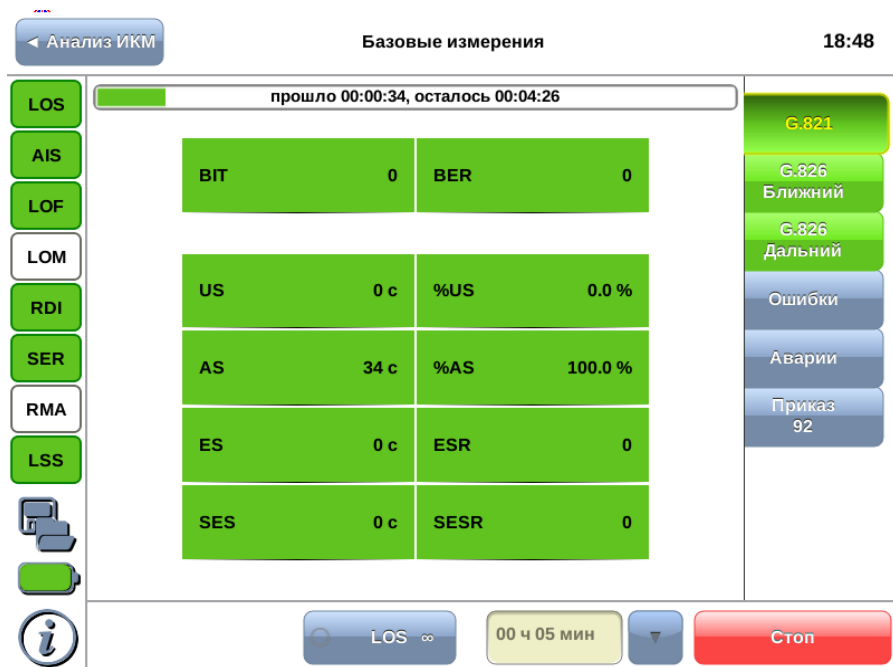 ◄ Анализ ИКМ
Базовые измерения
18:48
LOS
AIS
LOF
LOM
RDI
SER
RMA
LSS
прошло 00:00:34, осталось 00:04:26
BIT 0 BER 0
US 0 с %US 0.0 %
AS 34 с %AS 100.0 %
ES 0 с ESR 0
SES 0 с SESR 0
G.821
G.826
Ближний
G.826
Дальний
Ошибки
Аварии
Приказ
92
i
LOS ∞
00 ч 05 мин
▼
Стоп